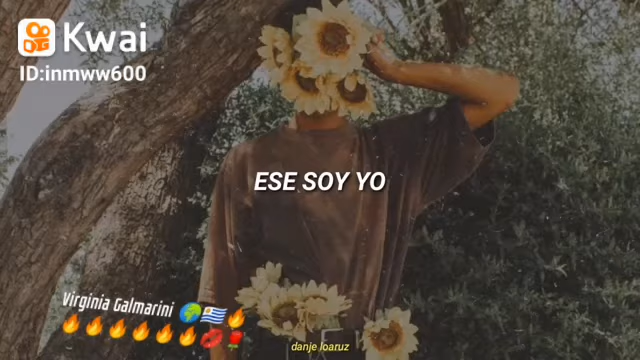 Kwai
ID:inmww600
ESE SOY YO
Virginia Galmarini 🌍🇺🇾🔥
🔥🔥🔥🔥🔥🔥💋🌹
danje loaruz